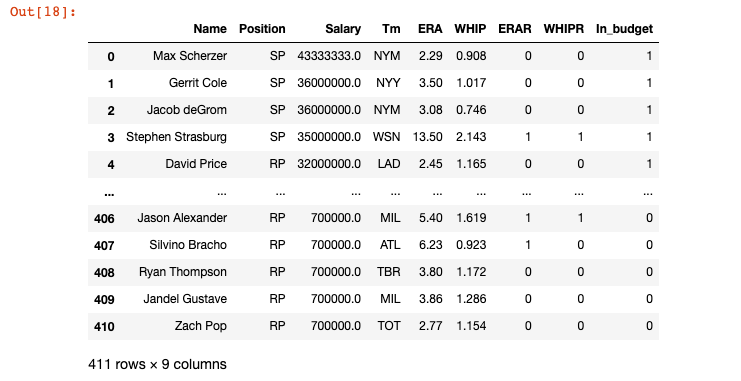 Out[18]:
Name Position Salary Tm ERA WHIP ERAR WHIPR In_budget
0 Max Scherzer SP 43333333.0 NYM 2.29 0.908 0 0 1
1 Gerrit Cole SP 36000000.0 NYY 3.50 1.017 0 0 1
2 Jacob deGrom SP 36000000.0 NYM 3.08 0.746 0 0 1
3 Stephen Strasburg SP 35000000.0 WSN 13.50 2.143 1 1 1
4 David Price RP 32000000.0 LAD 2.45 1.165 0 0 1
... ... ... ... ... ... ... ... ... ...
406 Jason Alexander RP 700000.0 MIL 5.40 1.619 1 1 0
407 Silvino Bracho RP 700000.0 ATL 6.23 0.923 1 0 0
408 Ryan Thompson RP 700000.0 TBR 3.80 1.172 0 0 0
409 Jandel Gustave RP 700000.0 MIL 3.86 1.286 0 0 0
410 Zach Pop RP 700000.0 TOT 2.77 1.154 0 0 0
411 rows × 9 columns